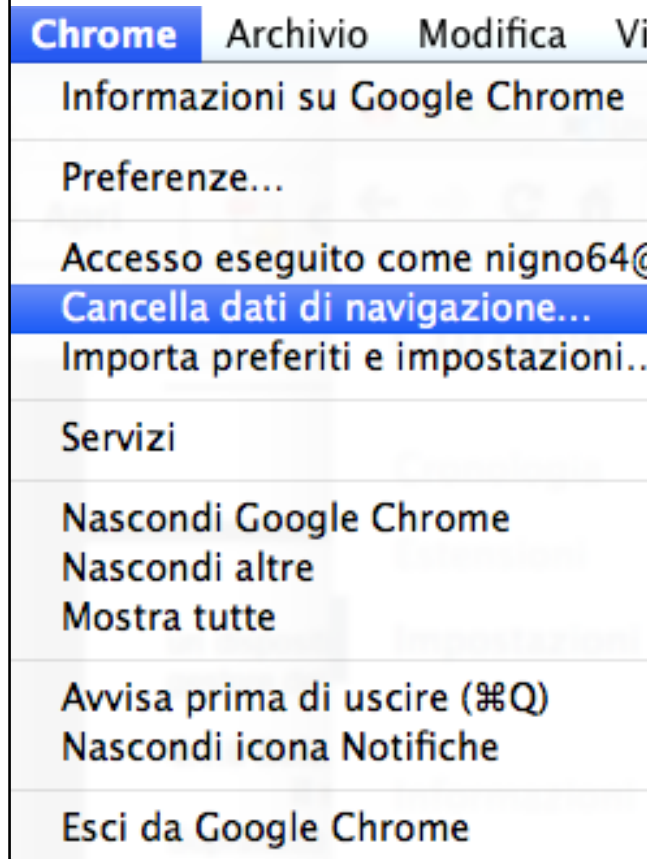 Chrome Archivio Modifica Vi
Informazioni su Google Chrome
Preferenze...
Accesso eseguito come nigno64@
Cancella dati di navigazione...
Importa preferiti e impostazioni..
Servizi
Nascondi Google Chrome
Nascondi altre
Mostra tutte
Avvisa prima di uscire (⌘Q)
Nascondi icona Notifiche
Esci da Google Chrome